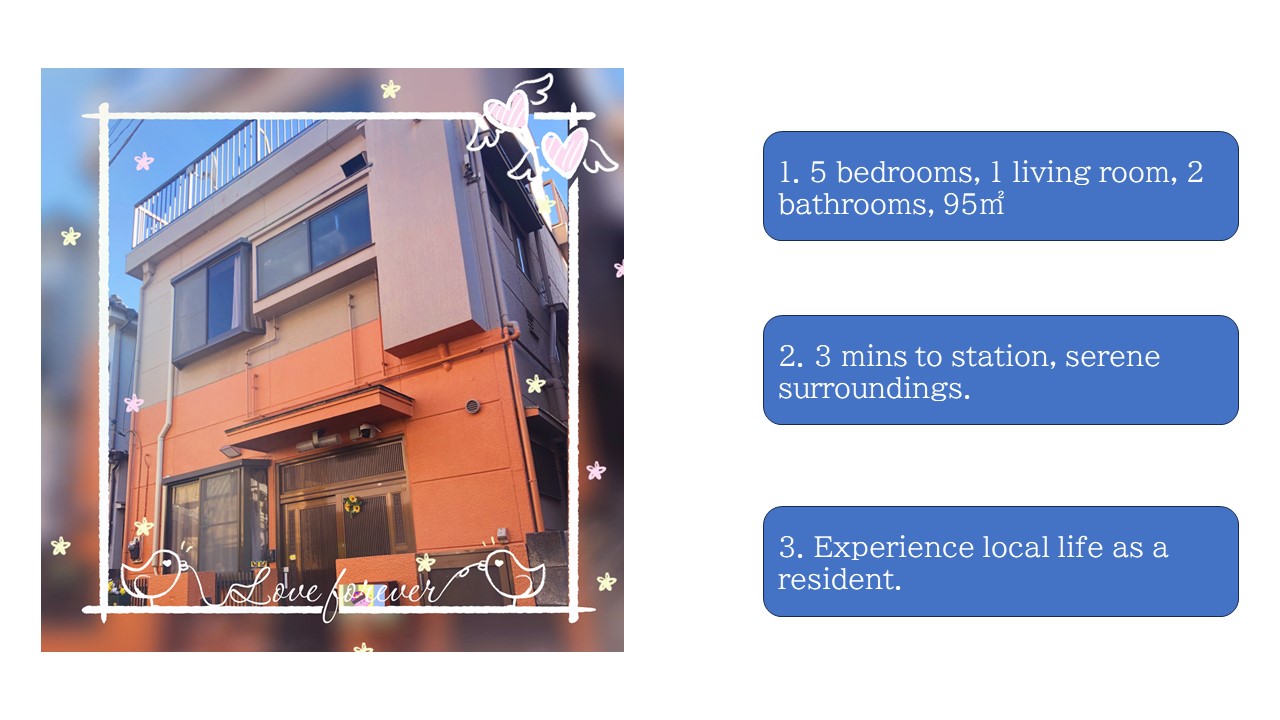 Love forever
1. 5 bedrooms, 1 living room, 2
bathrooms, 95㎡
2. 3 mins to station, serene
surroundings.
3. Experience local life as a
resident.